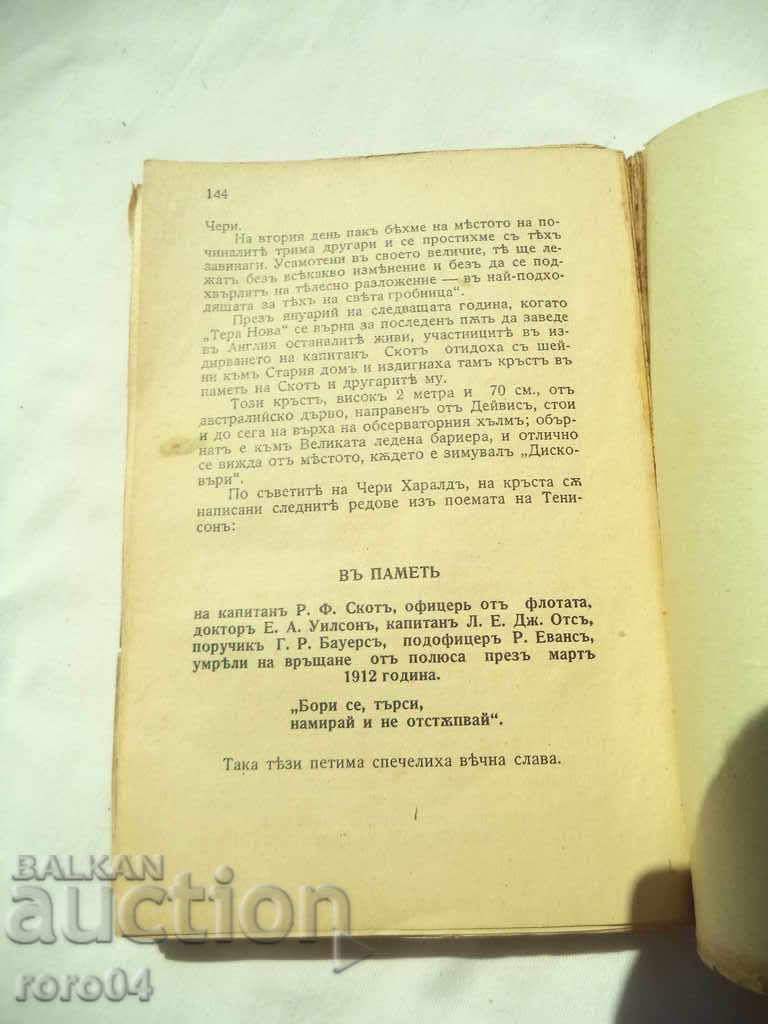 144
Чери.
На втория день пакъ бѣхме на мѣстото на по-
чиналитѣ трима другари и се простихме съ тѣхъ
завинаги. Усамотени въ своето величие, тѣ ще ле-
жатъ безъ всѣкакво измѣнение и безъ да се под-
хвърлятъ на тѣлесно разложение — въ най-подхо-
дящата за тѣхъ на свѣта гробница“.
Презъ януарий на следващата година, когато
„Тера Нова“ се върна за последенъ пѫть да заведе
въ Англия останалитѣ живи, участницитѣ въ из-
дирването на капитанъ Скотъ отидоха съ шей-
ни къмъ Стария домъ и издигнаха тамъ кръстъ въ
паметь на Скотъ и другаритѣ му.
Този кръстъ, високъ 2 метра и 70 см., отъ
австралийско дърво, направенъ отъ Дейвисъ, стои
и до сега на върха на обсерваторния хълмъ; обър-
натъ е къмъ Великата ледена бариера, и отлично
се вижда отъ мѣстото, кѫдето е зимувалъ „Диско-
въри“.
По съветитѣ на Чери Харалдъ, на кръста сѫ
написани следнитѣ редове изъ поемата на Тени-
сонъ:
ВЪ ПАМЕТЬ
на капитанъ Р. Ф. Скотъ, офицерь отъ флотата,
докторъ Е. А. Уилсонъ, капитанъ Л. Е. Дж. Отсъ,
поручикъ Г. Р. Бауерсъ, подофицеръ Р. Евансъ,
умрѣли на връщане отъ полюса презъ мартъ
1912 година.
„Бори се, търси,
намирай и не отстѫпвай“.
Така тѣзи петима спечелиха вѣчна слава.
BALKAN
auction
roro04